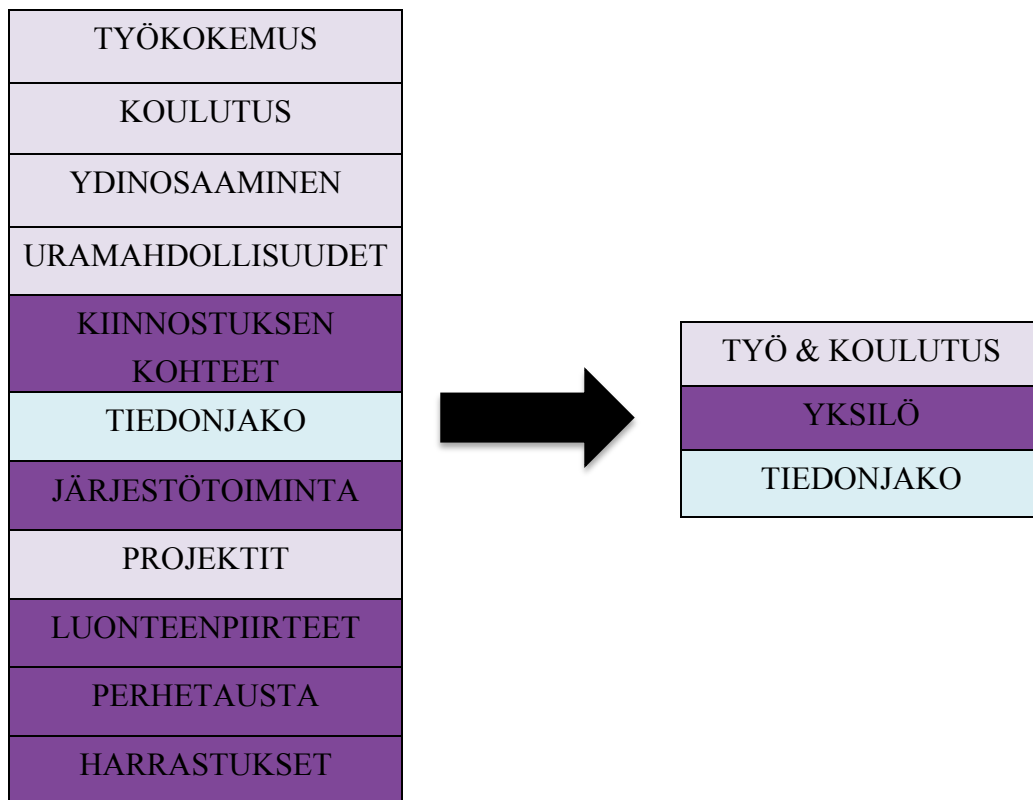 TYÖKOKEMUS
KOULUTUS
YDINOSAAMINEN
URAMAHDOLLISUUDET
KIINNOSTUKSEN
KOHTEET
TIEDONJAKO
JÄRJESTÖTOIMINTA
PROJEKTIT
LUONTEENPIIRTEET
PERHETAUSTA
HARRASTUKSET
TYÖ & KOULUTUS
YKSILÖ
TIEDONJAKO